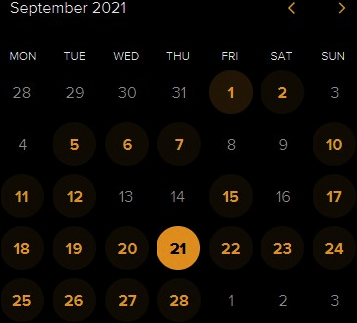 September 2021
MON TUE WED THU FRI SAT SUN
28 29 30 31 1 2 3
4 5 6 7 8 9 10
11 12 13 14 15 16 17
18 19 20 21 22 23 24
25 26 27 28 1 2 3